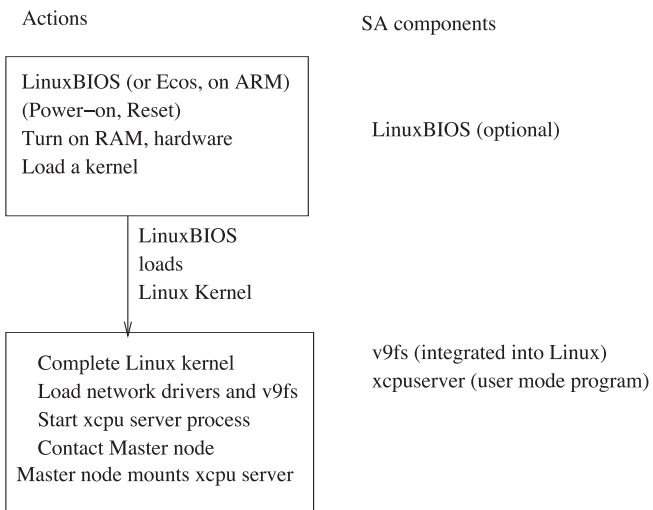 Actions
SA components
LinuxBIOS (or Ecos, on ARM)
(Power−on, Reset)
Turn on RAM, hardware
Load a kernel
LinuxBIOS (optional)
LinuxBIOS
loads
Linux Kernel
Complete Linux kernel
Load network drivers and v9fs
Start xcpu server process
Contact Master node
Master node mounts xcpu server
v9fs (integrated into Linux)
xcpuserver (user mode program)